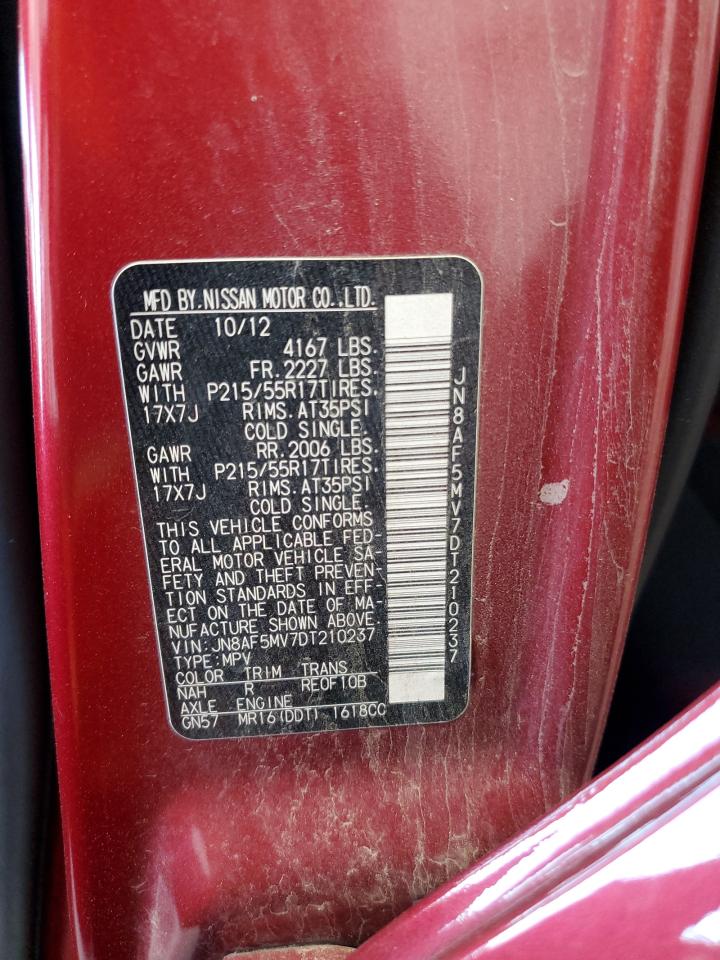 MFD BY.NISSAN MOTOR CO.,LTD.
DATE 10/12
GVWR 4167 LBS.
GAWR FR.2227 LBS.
WITH P215/55R17TIRES,
17X7J RIMS.AT35PSI
COLD SINGLE.
GAWR RR.2006 LBS.
WITH P215/55R17TIRES,
17X7J RIMS.AT35PSI
COLD SINGLE.
THIS VEHICLE CONFORMS
TO ALL APPLICABLE FED-
ERAL MOTOR VEHICLE SA-
FETY AND THEFT PREVEN-
TION STANDARDS IN EFF-
ECT ON THE DATE OF MA-
NUFACTURE SHOWN ABOVE.
VIN:JN8AF5MV7DT210237
TYPE:MPV
COLOR TRIM TRANS
NAH R RE0F10B
AXLE ENGINE
GN57 MR16(DDT) 1618CC
JN8AF5MV7DT210237